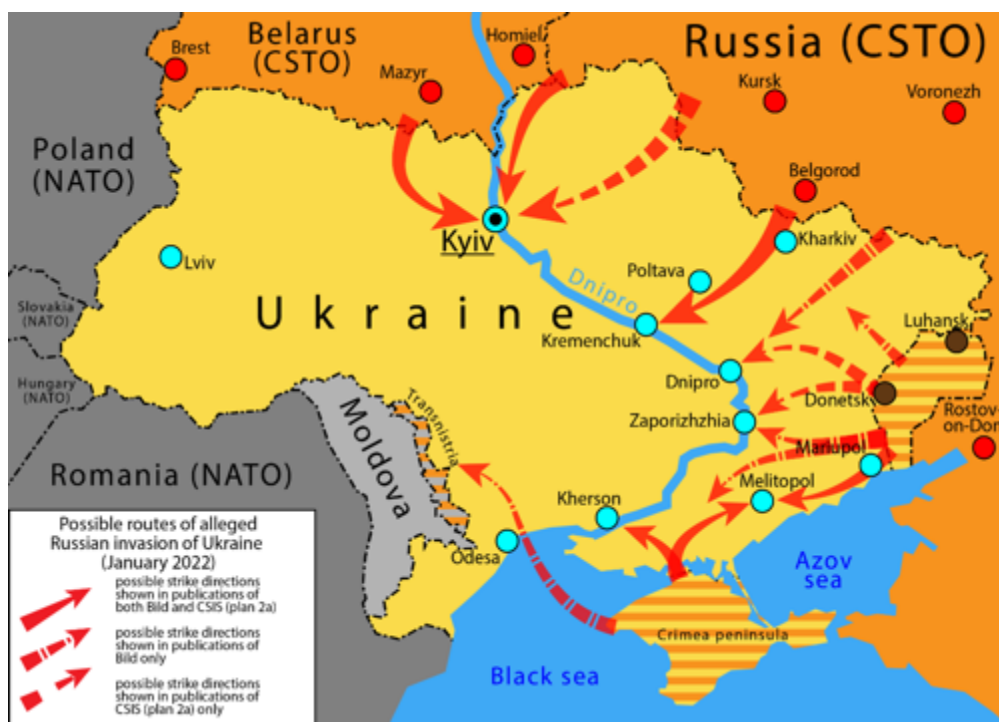 Belarus
(CSTO)
Brest
Mazyr
Homiel
Russia (CSTO)
Kursk
Voronezh
Belgorod
Poland
(NATO)
Kyiv
Kharkiv
Lviv
Poltava
Dnipro
Ukraine
Kremenchuk
Luhansk
Slovakia
(NATO)
Dnipro
Hungary
(NATO)
Donetsk
Transnistria
Moldova
Zaporizhzhia
Rostov-
on-Don
Mariupol
Romania (NATO)
Melitopol
Kherson
Odesa
Azov
sea
Crimea peninsula
Black sea
Possible routes of alleged
Russian invasion of Ukraine
(January 2022)
possible strike directions
shown in publications of
both Bild and CSIS (plan 2a)
possible strike directions
shown in publications of
Bild only
possible strike directions
shown in publications of
CSIS (plan 2a) only